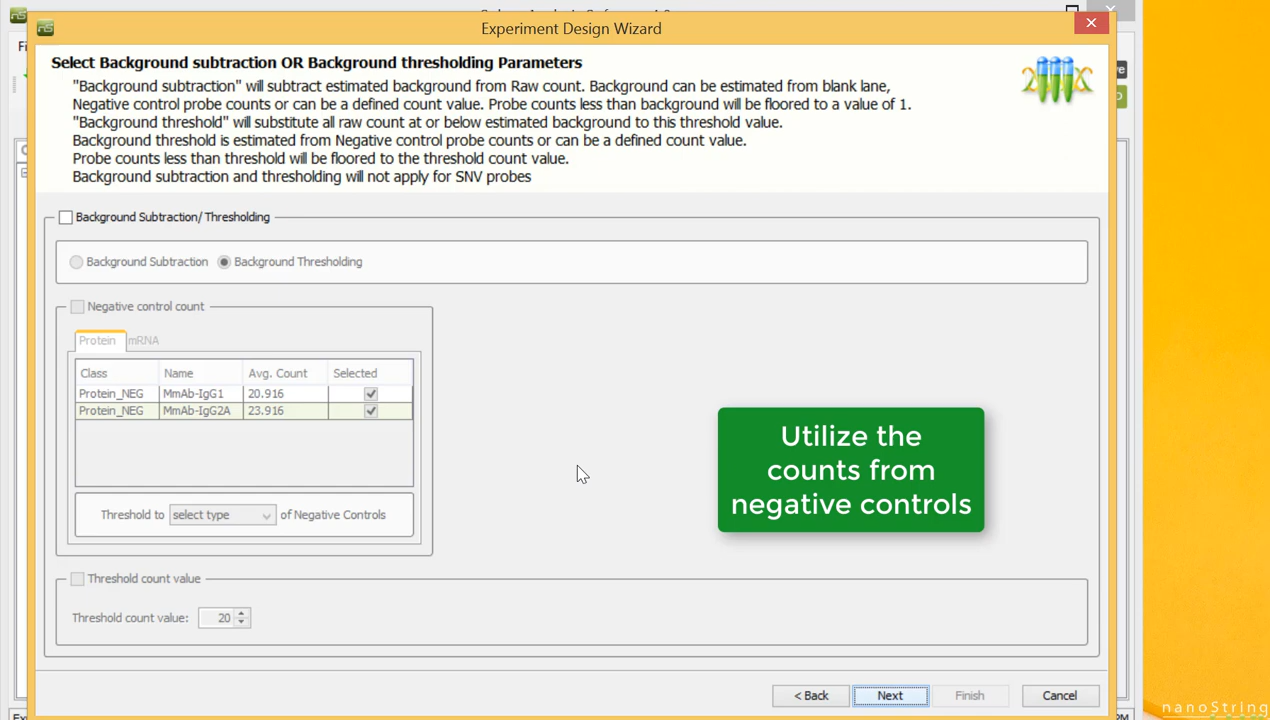 Experiment Design Wizard
Select Background subtraction OR Background thresholding Parameters
"Background subtraction" will subtract estimated background from Raw count. Background can be estimated from blank lane,
Negative control probe counts or can be a defined count value. Probe counts less than background will be floored to a value of 1.
"Background threshold" will substitute all raw count at or below estimated background to this threshold value.
Background threshold is estimated from Negative control probe counts or can be a defined count value.
Probe counts less than threshold will be floored to the threshold count value.
Background subtraction and thresholding will not apply for SNV probes
Background Subtraction/ Thresholding
Background Subtraction Background Thresholding
Negative control count
Protein mRNA
Class Name Avg. Count Selected
Protein_NEG MmAb-IgG1 20.916
Protein_NEG MmAb-IgG2A 23.916
Threshold to select type of Negative Controls
Utilize the
counts from
negative controls
Threshold count value
Threshold count value: 20
< Back Next Finish Cancel
nanoString